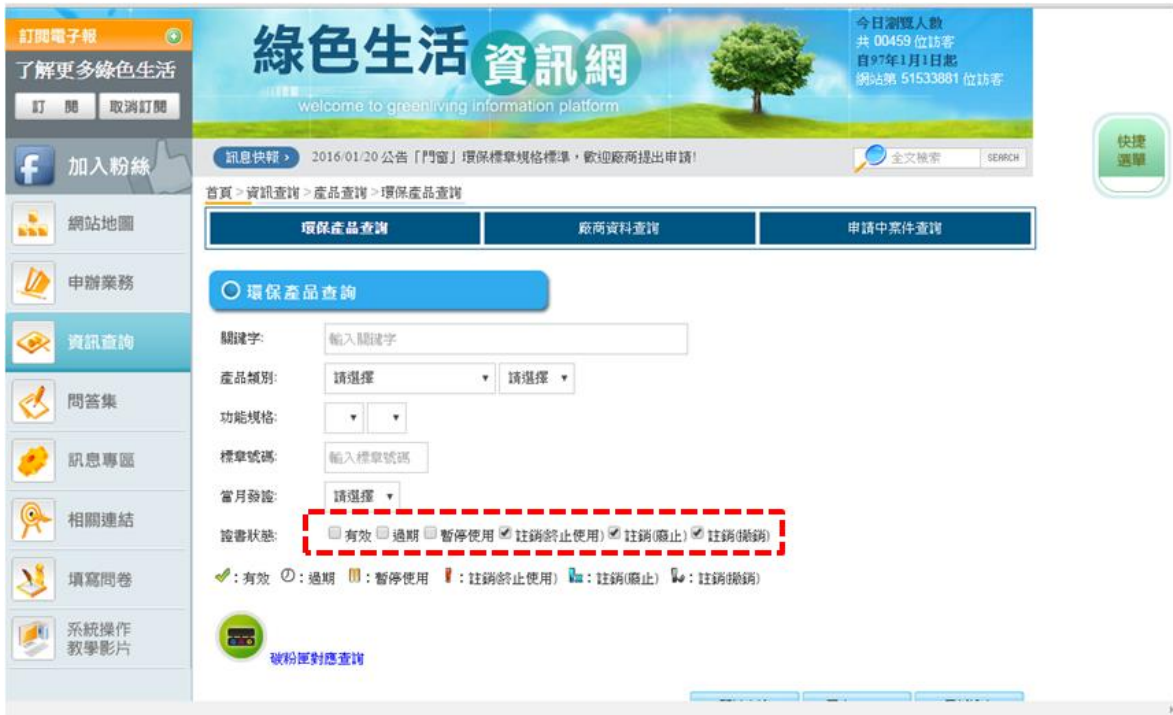 訂閱電子報
了解更多綠色生活
訂 閱 取消訂閱
加入粉絲
網站地圖
申辦業務
資訊查詢
問答集
訊息專區
相關連結
填寫問卷
系統操作
教學影片
綠色生活 資訊網
welcome to greenliving information platform
今日瀏覽人數
共 00459 位訪客
自97年1月1日起
網站第 51533881 位訪客
快捷
選單
訊息快報 › 2016/01/20 公告「門窗」環保標章規格標準，歡迎廠商提出申請!
全文檢索 SEARCH
首頁 > 資訊查詢 > 產品查詢 > 環保產品查詢
環保產品查詢 廠商資料查詢 申請中案件查詢
環保產品查詢
關鍵字: 輸入關鍵字
產品類別: 請選擇 請選擇
功能規格:
標章號碼: 輸入標章號碼
當月發證: 請選擇
證書狀態: 有效 過期 暫停使用 註銷(終止使用) 註銷(廢止) 註銷(撤銷)
：有效 ：過期 ：暫停使用 ：註銷(終止使用) ：註銷(廢止) ：註銷(撤銷)
碳粉匣對應查詢